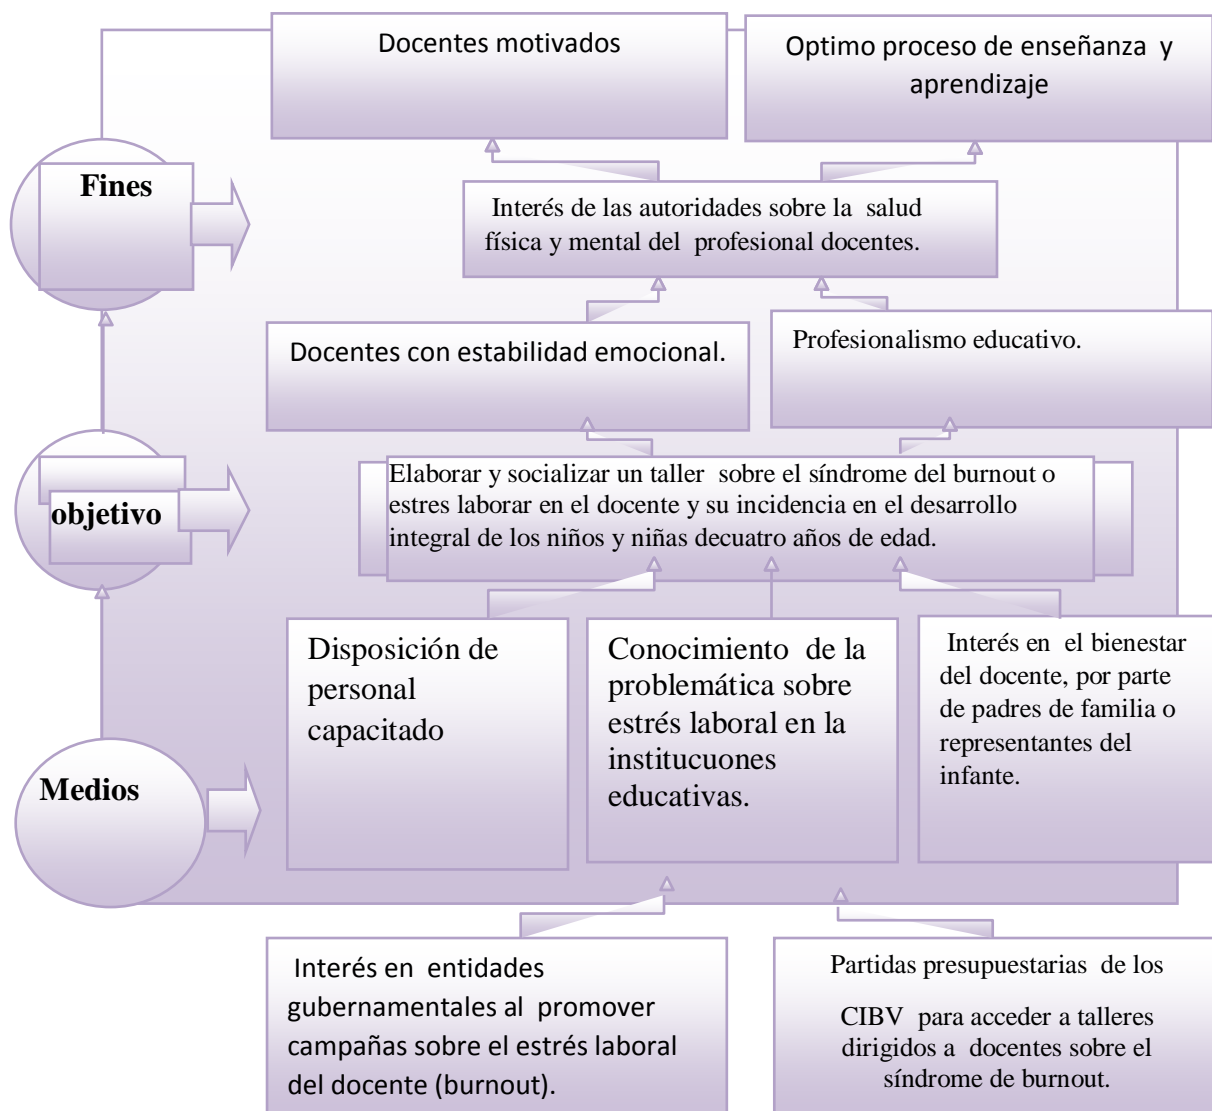 Docentes motivados
Optimo proceso de enseñanza y
aprendizaje
Fines
Interés de las autoridades sobre la salud
física y mental del profesional docentes.
Docentes con estabilidad emocional.
Profesionalismo educativo.
objetivo
Elaborar y socializar un taller sobre el síndrome del burnout o
estres laborar en el docente y su incidencia en el desarrollo
integral de los niños y niñas decuatro años de edad.
Medios
Disposición de
personal
capacitado
Conocimiento de la
problemática sobre
estrés laboral en la
institucuones
educativas.
Interés en el bienestar
del docente, por parte
de padres de familia o
representantes del
infante.
Interés en entidades
gubernamentales al promover
campañas sobre el estrés laboral
del docente (burnout).
Partidas presupuestarias de los
CIBV para acceder a talleres
dirigidos a docentes sobre el
síndrome de burnout.